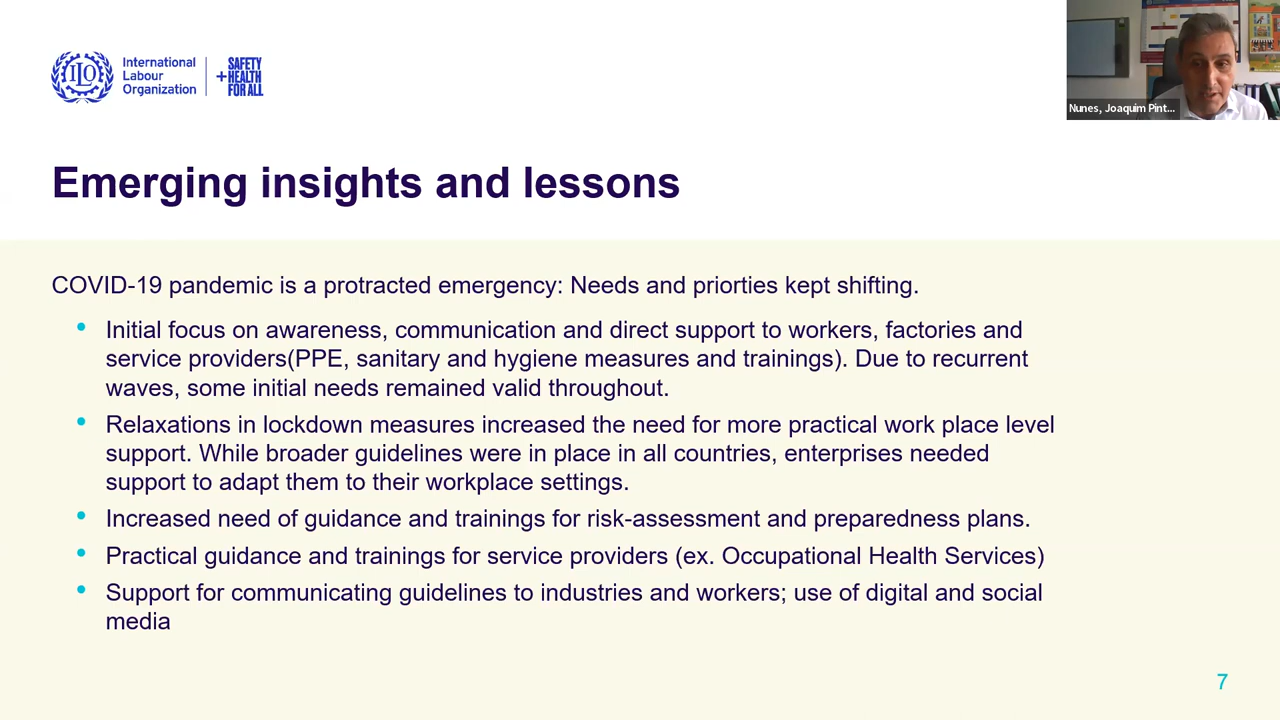 ILO
International
Labour
Organization
SAFETY
+HEALTH
FOR ALL
Nunes, Joaquim Pint...
Emerging insights and lessons
COVID-19 pandemic is a protracted emergency: Needs and priorties kept shifting.
• Initial focus on awareness, communication and direct support to workers, factories and
service providers(PPE, sanitary and hygiene measures and trainings). Due to recurrent
waves, some initial needs remained valid throughout.
• Relaxations in lockdown measures increased the need for more practical work place level
support. While broader guidelines were in place in all countries, enterprises needed
support to adapt them to their workplace settings.
• Increased need of guidance and trainings for risk-assessment and preparedness plans.
• Practical guidance and trainings for service providers (ex. Occupational Health Services)
• Support for communicating guidelines to industries and workers; use of digital and social
media
7